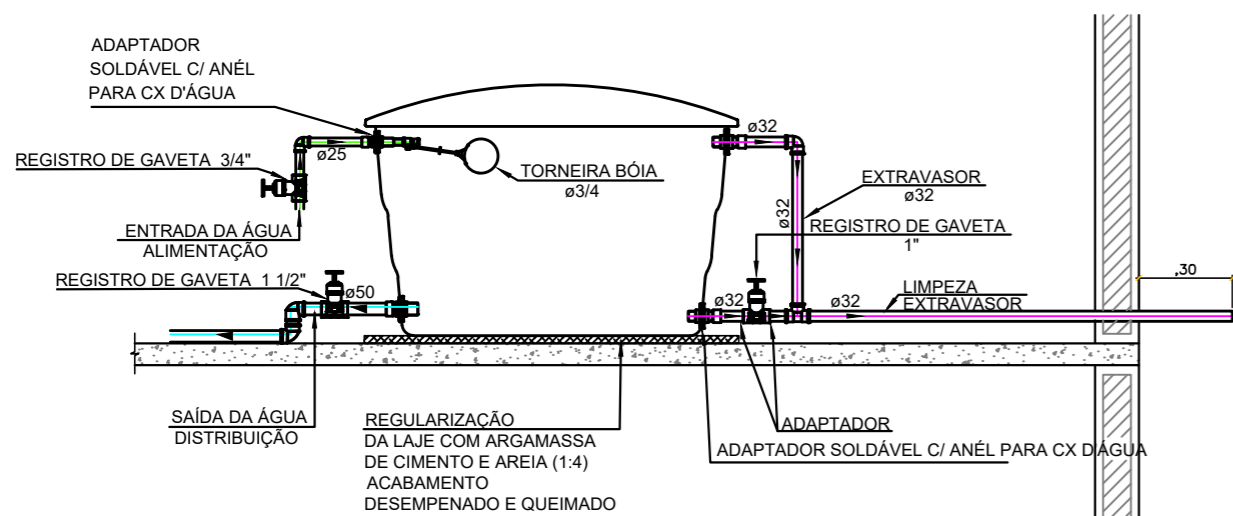 ADAPTADOR
SOLDÁVEL C/ ANÉL
PARA CX D'ÁGUA
REGISTRO DE GAVETA 3/4"
ø25
TORNEIRA BÓIA
ø3/4
ENTRADA DA ÁGUA
ALIMENTAÇÃO
REGISTRO DE GAVETA 1 1/2"
ø50
SAÍDA DA ÁGUA
DISTRIBUIÇÃO
REGULARIZAÇÃO
DA LAJE COM ARGAMASSA
DE CIMENTO E AREIA (1:4)
ACABAMENTO
DESEMPENADO E QUEIMADO
ø32
ø32
EXTRAVASOR
ø32
REGISTRO DE GAVETA
1"
ø32
ø32
LIMPEZA
EXTRAVASOR
,30
ADAPTADOR
ADAPTADOR SOLDÁVEL C/ ANÉL PARA CX D'ÁGUA